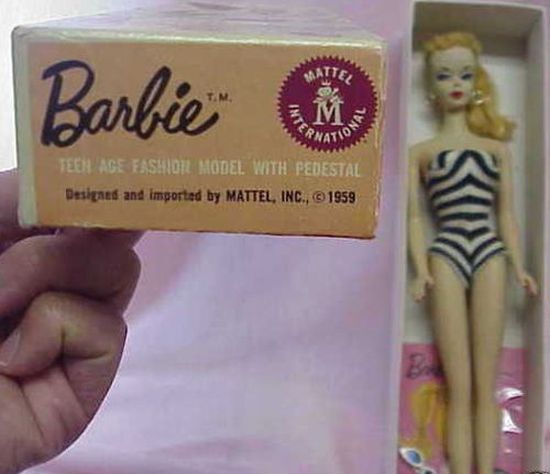 Barbie T.M.
MATTEL
M
INTERNATIONAL
TEEN AGE FASHION MODEL WITH PEDESTAL
Designed and imported by MATTEL, INC., © 1959